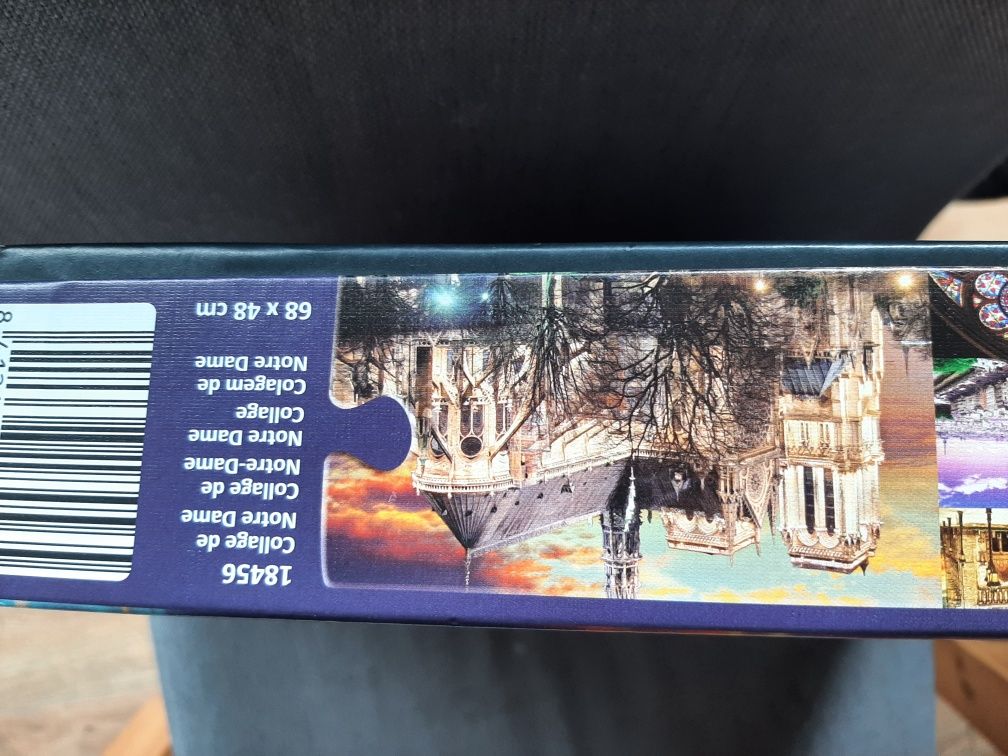 18456
Collage de
Notre Dame
Collage de
Notre-Dame
Notre Dame
Collage
Colagem de
Notre Dame
68 x 48 cm